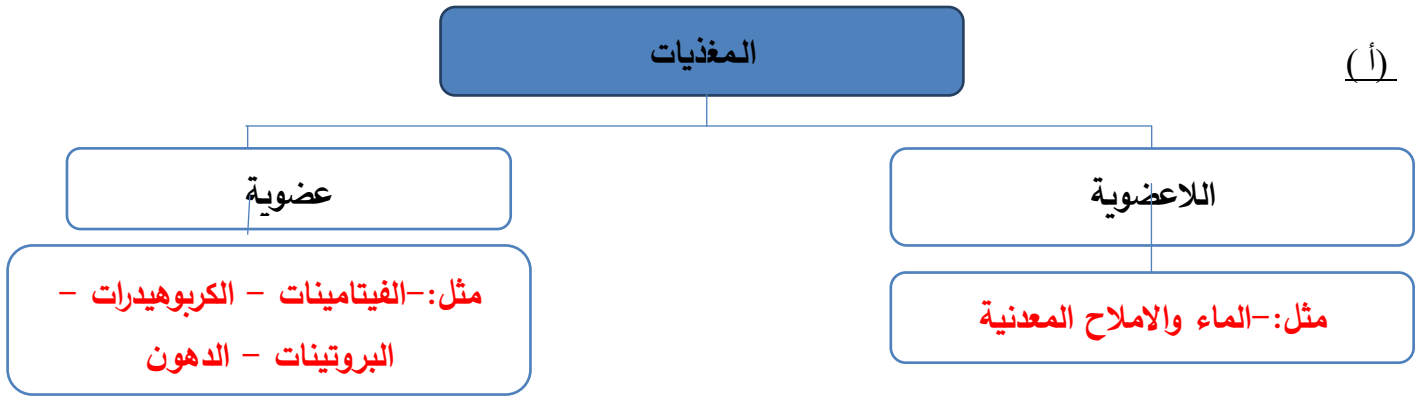 (أ )
المغذيات
اللاعضوية
عضوية
مثل:-الماء والاملاح المعدنية
مثل:-الفيتامينات - الكربوهيدرات -
البروتينات - الدهون